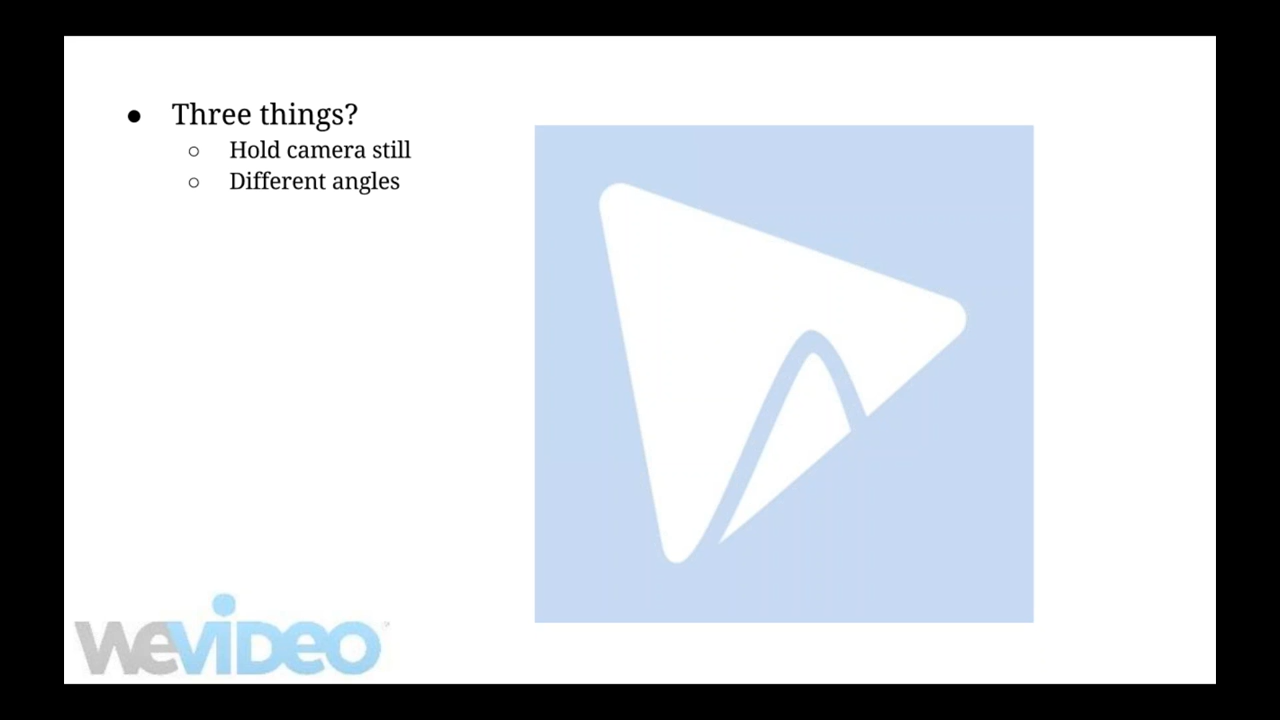 ● Three things?
○ Hold camera still
○ Different angles
WEVIDEO